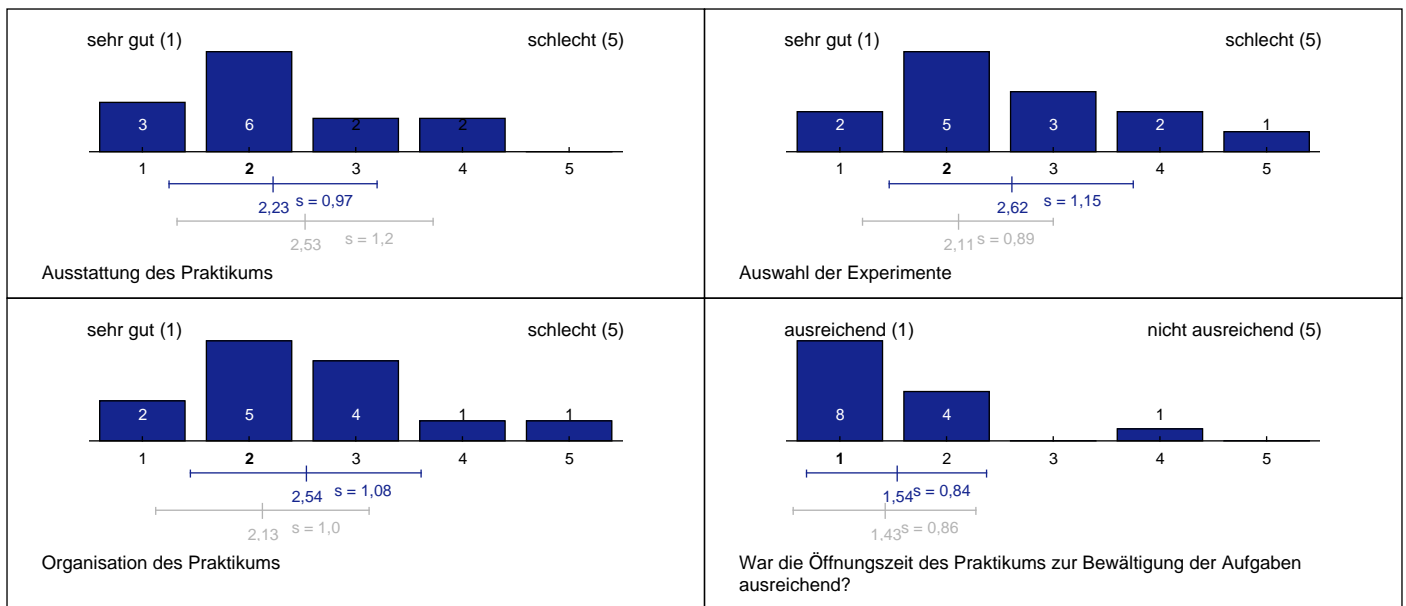 sehr gut (1) schlecht (5)
3 6 2 2
1 2 3 4 5
2,23 s = 0,97
2,53 s = 1,2
Ausstattung des Praktikums
sehr gut (1) schlecht (5)
2 5 3 2 1
1 2 3 4 5
2,62 s = 1,15
2,11 s = 0,89
Auswahl der Experimente
sehr gut (1) schlecht (5)
2 5 4 1 1
1 2 3 4 5
2,54 s = 1,08
2,13 s = 1,0
Organisation des Praktikums
ausreichend (1) nicht ausreichend (5)
8 4 1
1 2 3 4 5
1,54 s = 0,84
1,43 s = 0,86
War die Öffnungszeit des Praktikums zur Bewältigung der Aufgaben
ausreichend?